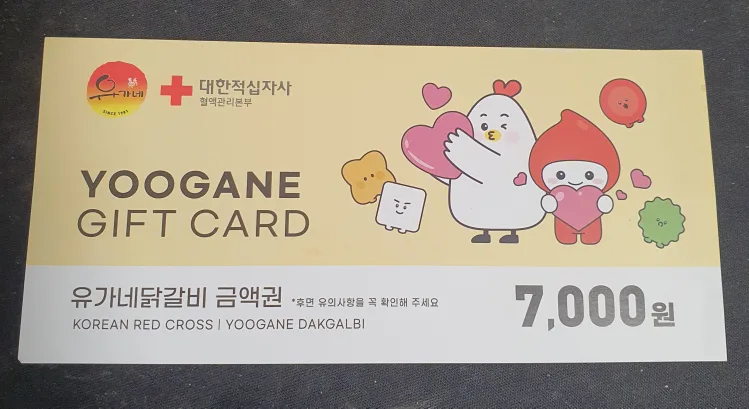 유가네
SINCE 1981
대한적십자사
혈액관리본부
YOOGANE
GIFT CARD
유가네닭갈비 금액권 *후면 유의사항을 꼭 확인해 주세요
KOREAN RED CROSS | YOOGANE DAKGALBI
7,000원